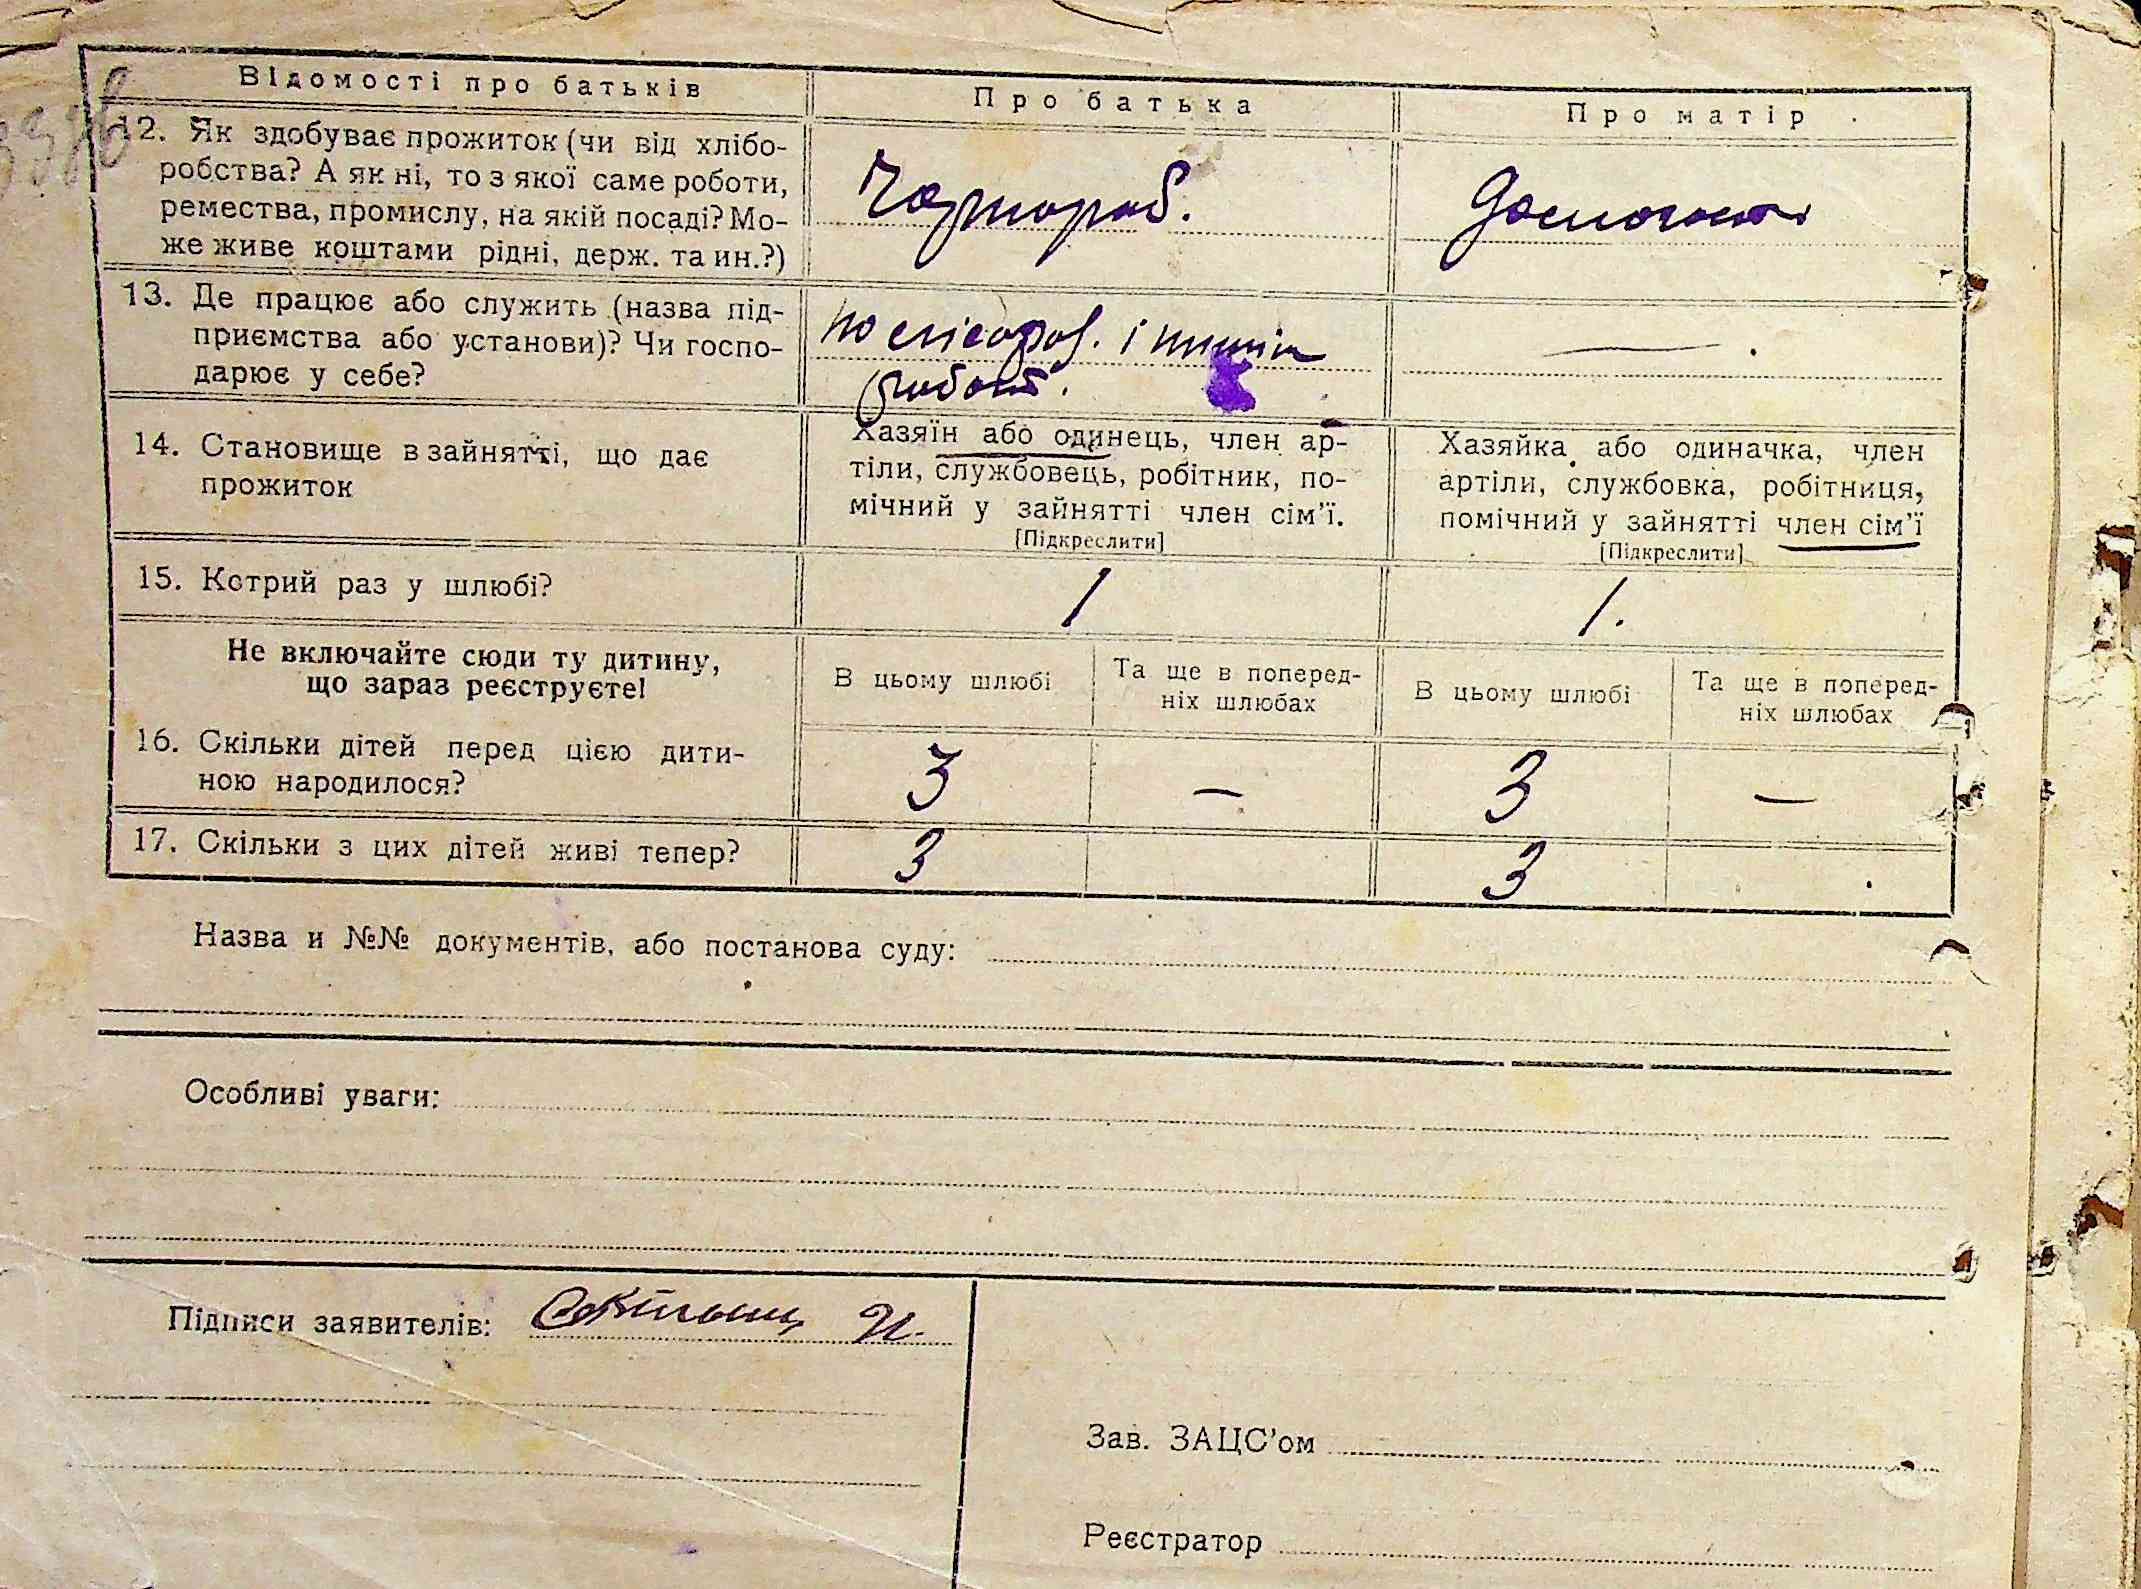 Відомості про батьків
Про батька
Про матір
12. Як здобуває прожиток (чи від хлібо-
робства? А як ні, то з якої саме роботи,
ремества, промислу, на якій посаді? Мо-
же живе коштами рідні, держ. та ин.?)
Чорнороб.
13. Де працює або служить (назва під-
приємства або установи)? Чи госпо-
дарює у себе?
по слісороб. і
робот.
— .
14. Становище в зайнятті, що дає
прожиток
Хазяїн або одинець, член ар-
тіли, службовець, робітник, по-
мічний у зайнятті член сім’ї.
[Підкреслити]
Хазяйка або одиначка, член
артіли, службовка, робітниця,
помічний у зайнятті член сім’ї
[Підкреслити]
15. Котрий раз у шлюбі?
1
1.
Не включайте сюди ту дитину,
що зараз реєструєте!
В цьому шлюбі
Та ще в поперед-
ніх шлюбах
В цьому шлюбі
Та ще в поперед-
ніх шлюбах
16. Скільки дітей перед цією дити-
ною народилося?
3 — 3 —
17. Скільки з цих дітей живі тепер?
3 3
Назва и №№ документів, або постанова суду:
Особливі уваги:
Підписи заявителів:
Зав. ЗАЦС’ом
Реєстратор